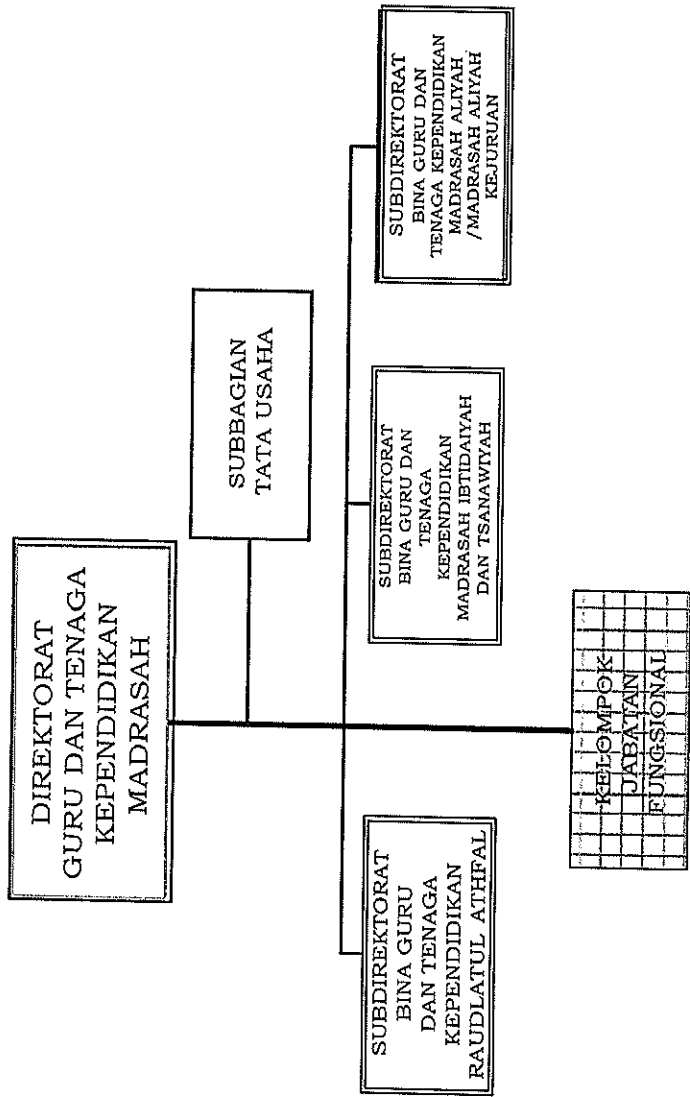 DIREKTORAT
GURU DAN TENAGA
KEPENDIDIKAN
MADRASAH
SUBBAGIAN
TATA USAHA
SUBDIREKTORAT
BINA GURU
DAN TENAGA
KEPENDIDIKAN
RAUDLATUL ATHFAL
SUBDIREKTORAT
BINA GURU DAN
TENAGA
KEPENDIDIKAN
MADRASAH IBTIDAIYAH
DAN TSANAWIYAH
SUBDIREKTORAT
BINA GURU DAN
TENAGA KEPENDIDIKAN
MADRASAH ALIYAH
/MADRASAH ALIYAH
KEJURUAN
KELOMPOK
JABATAN
FUNGSIONAL